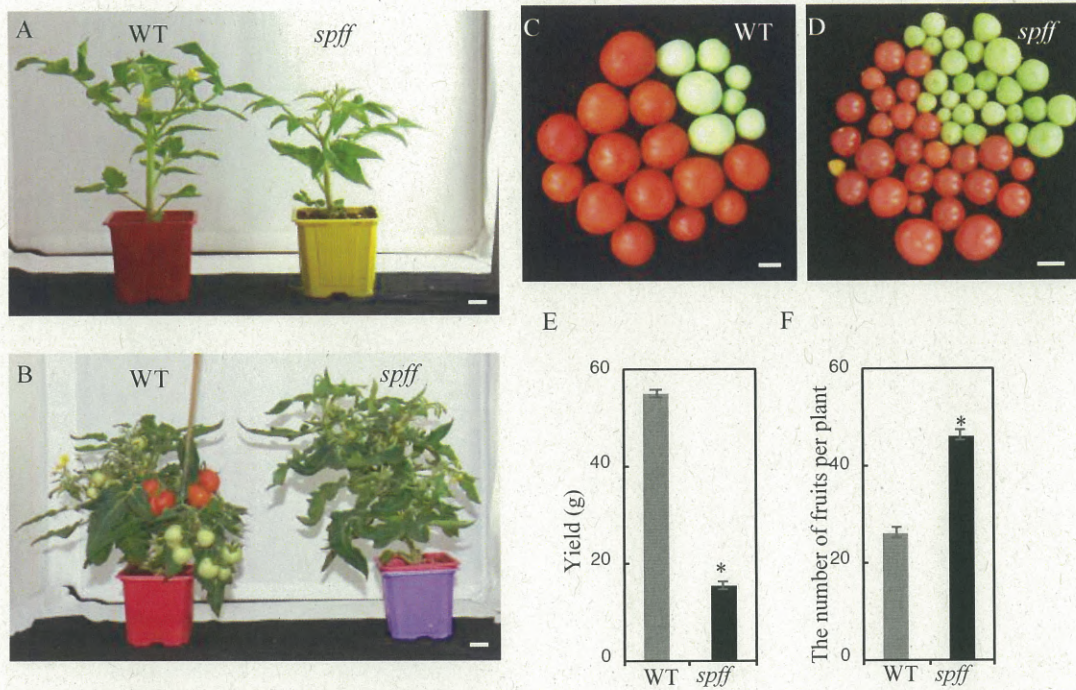 A
WT
spff
B
WT
spff
C
WT
D
spff
E
Yield (g)
60
40
20
0
WT
spff
*
F
The number of fruits per plant
60
40
20
0
WT
spff
*